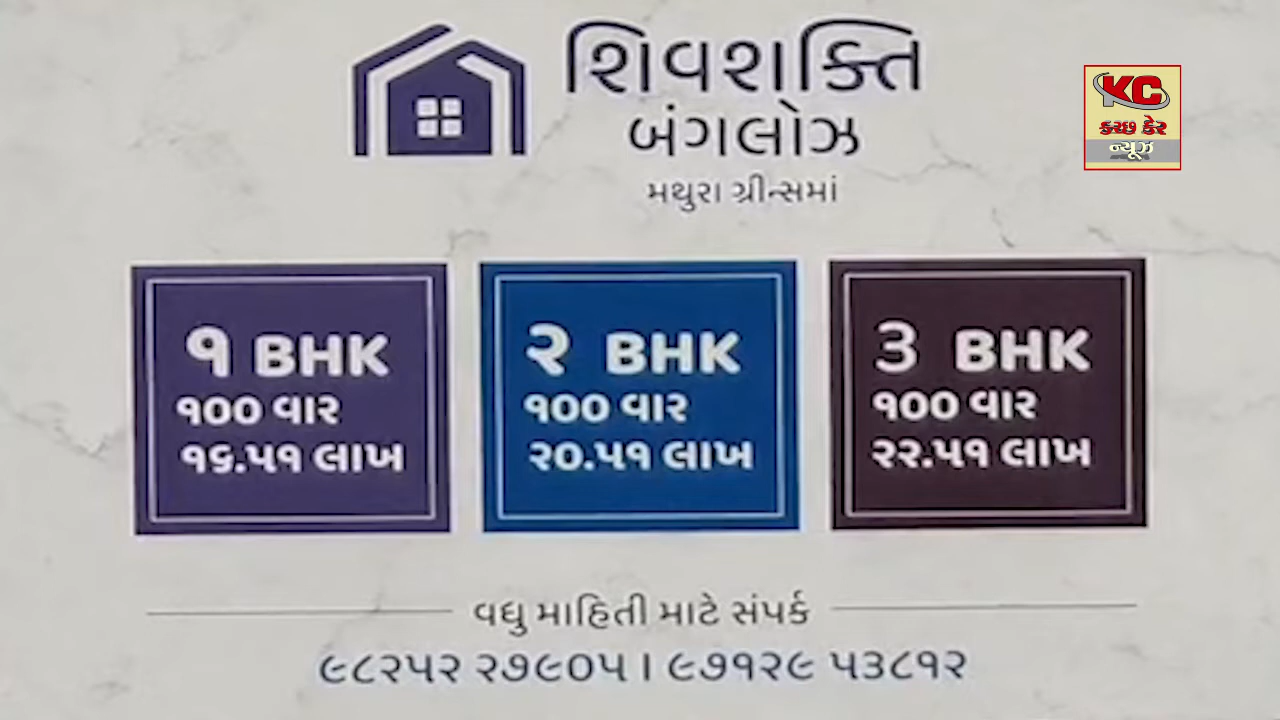 શિવશક્તિ
બંગલોઝ
મથુરા ગ્રીન્સમાં
KC
કચ્છ કેર
ન્યૂઝ
૧ BHK
૧૦૦ વાર
૧૬.૫૧ લાખ
૨ BHK
૧૦૦ વાર
૨૦.૫૧ લાખ
૩ BHK
૧૦૦ વાર
૨૨.૫૧ લાખ
વધુ માહિતી માટે સંપર્ક
૯૮૨૫૨ ૨૭૯૦૫ । ૯૭૧૨૯ ૫૩૮૧૨